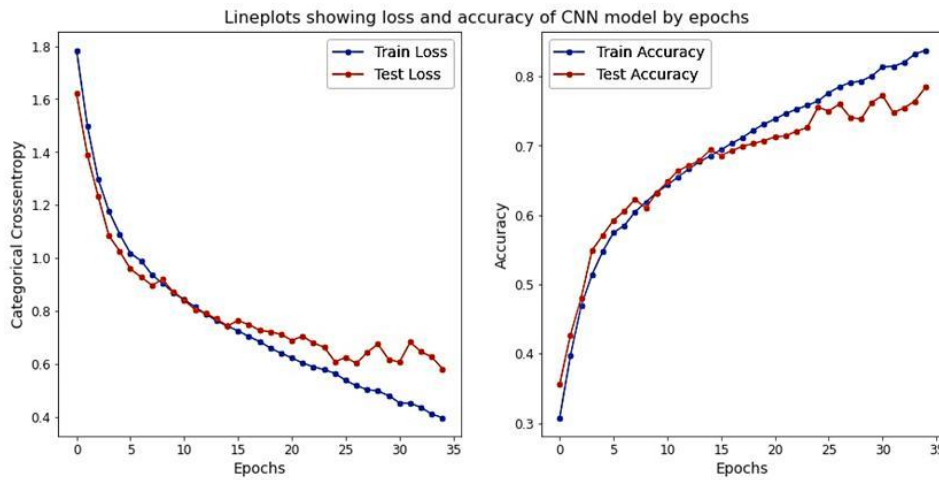 Lineplots showing loss and accuracy of CNN model by epochs
Train Loss
Test Loss
Categorical Crossentropy
1.8
1.6
1.4
1.2
1.0
0.8
0.6
0.4
0 5 10 15 20 25 30 35
Epochs
Train Accuracy
Test Accuracy
Accuracy
0.8
0.7
0.6
0.5
0.4
0.3
0 5 10 15 20 25 30 35
Epochs